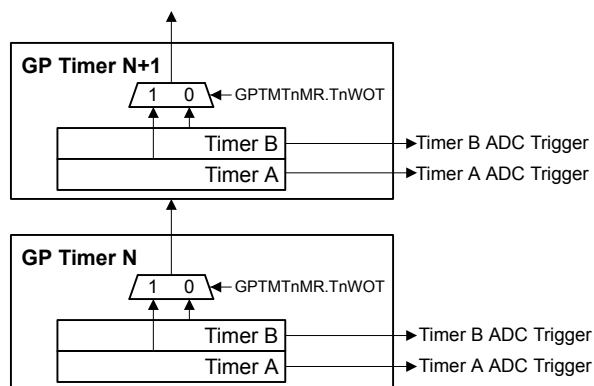 GP Timer N+1
1 0 GPTMTnMR.TnWOT
Timer B Timer B ADC Trigger
Timer A Timer A ADC Trigger
GP Timer N
1 0 GPTMTnMR.TnWOT
Timer B Timer B ADC Trigger
Timer A Timer A ADC Trigger